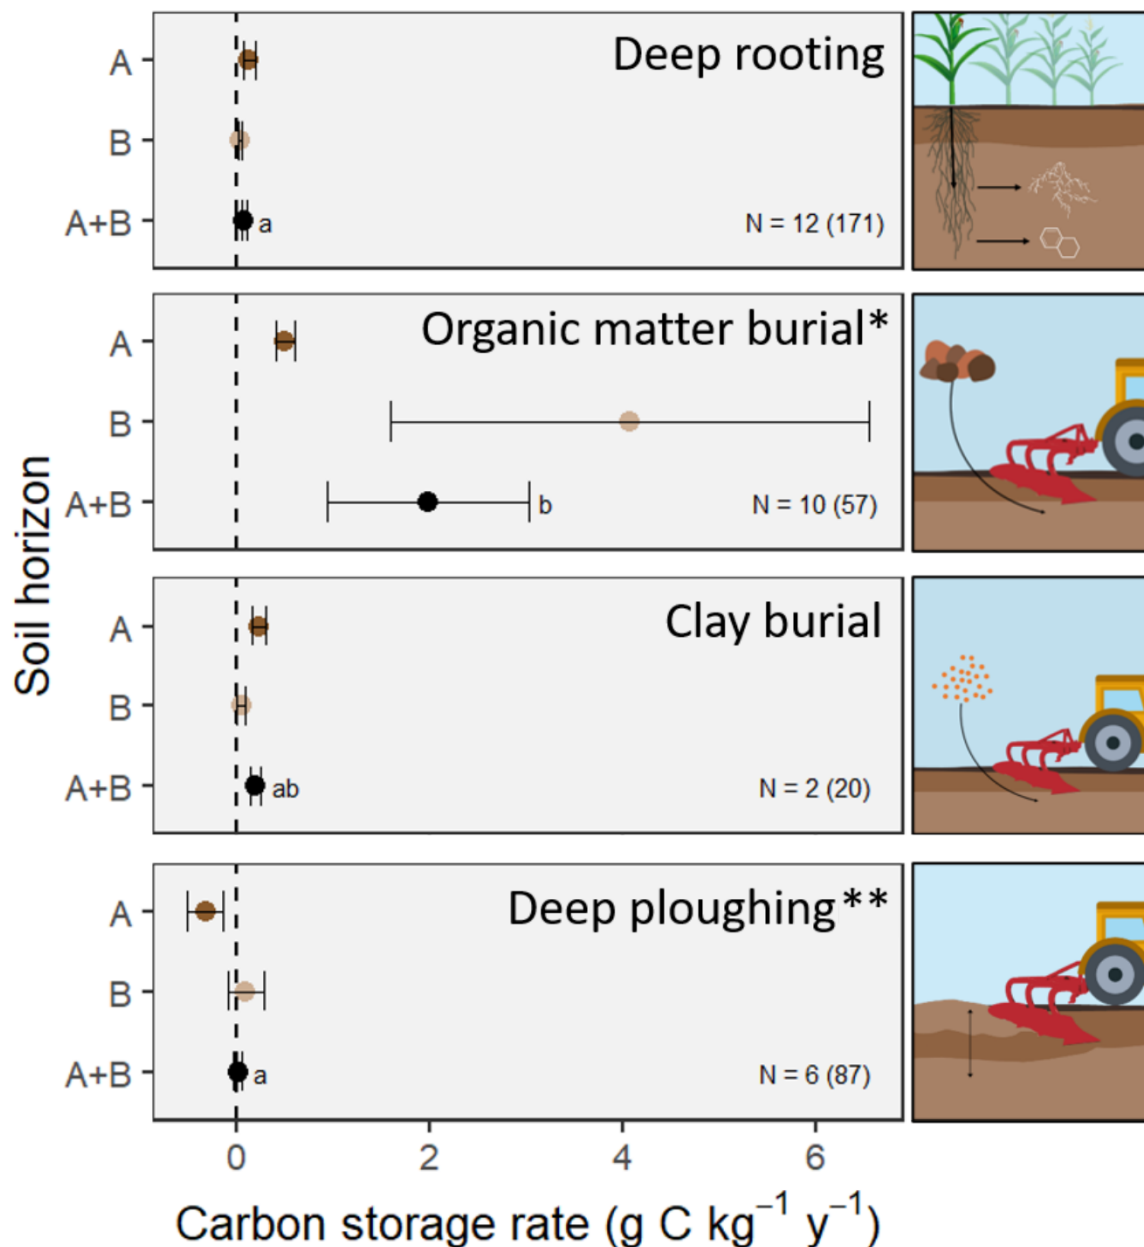 Deep rooting
A
B
A+B
a
N = 12 (171)
Organic matter burial*
A
B
A+B
b
N = 10 (57)
Clay burial
A
B
A+B
ab
N = 2 (20)
Deep ploughing**
A
B
A+B
a
N = 6 (87)
Soil horizon
0 2 4 6
Carbon storage rate (g C kg⁻¹ y⁻¹)